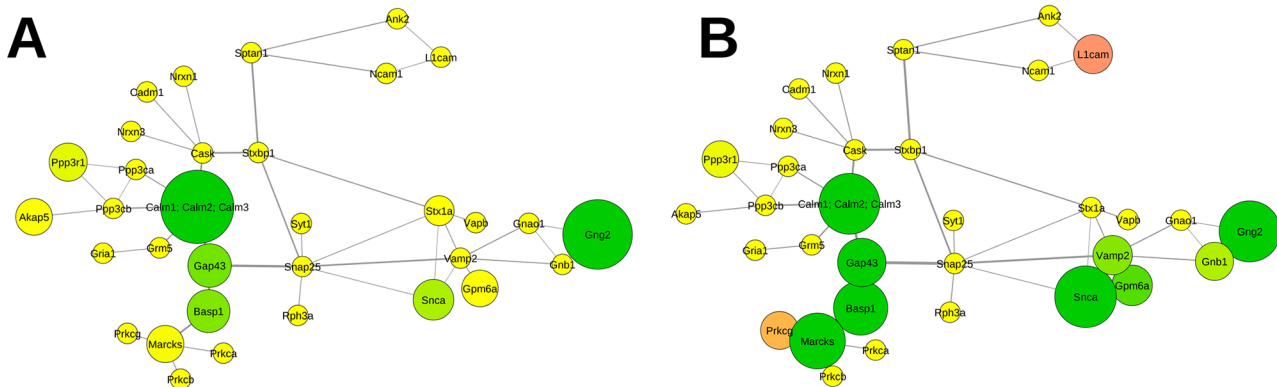 A
Ank2
Sptan1
L1cam
Ncam1
Nrxn1
Cadm1
Nrxn3
Cask
Stxbp1
Ppp3r1
Ppp3ca
Akap5
Ppp3cb
Calm1; Calm2; Calm3
Stx1a
Vapb
Gnao1
Gng2
Syt1
Gria1
Grm5
Gap43
Snap25
Vamp2
Gnb1
Gpm6a
Snca
Basp1
Rph3a
Prkcg
Marcks
Prkca
Prkcb
B
Ank2
Sptan1
L1cam
Ncam1
Nrxn1
Cadm1
Nrxn3
Cask
Stxbp1
Ppp3r1
Ppp3ca
Akap5
Ppp3cb
Calm1; Calm2; Calm3
Stx1a
Vapb
Gnao1
Gng2
Syt1
Gria1
Grm5
Gap43
Snap25
Vamp2
Gnb1
Gpm6a
Snca
Basp1
Rph3a
Prkcg
Marcks
Prkca
Prkcb